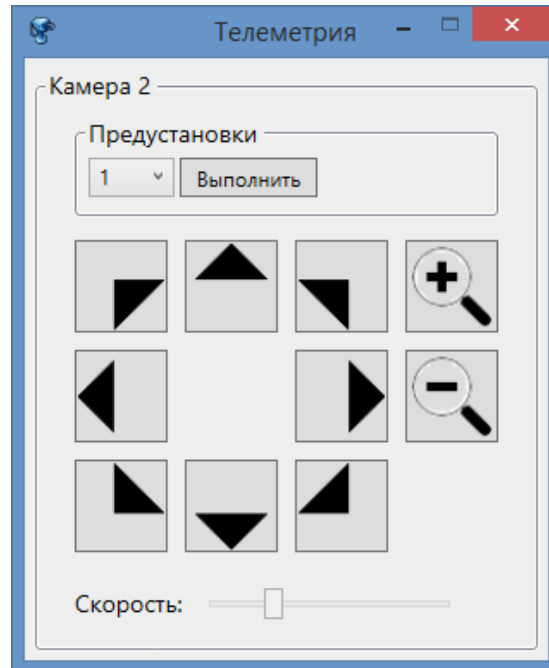 Телеметрия
Камера 2
Предустановки
1 Выполнить
Скорость: